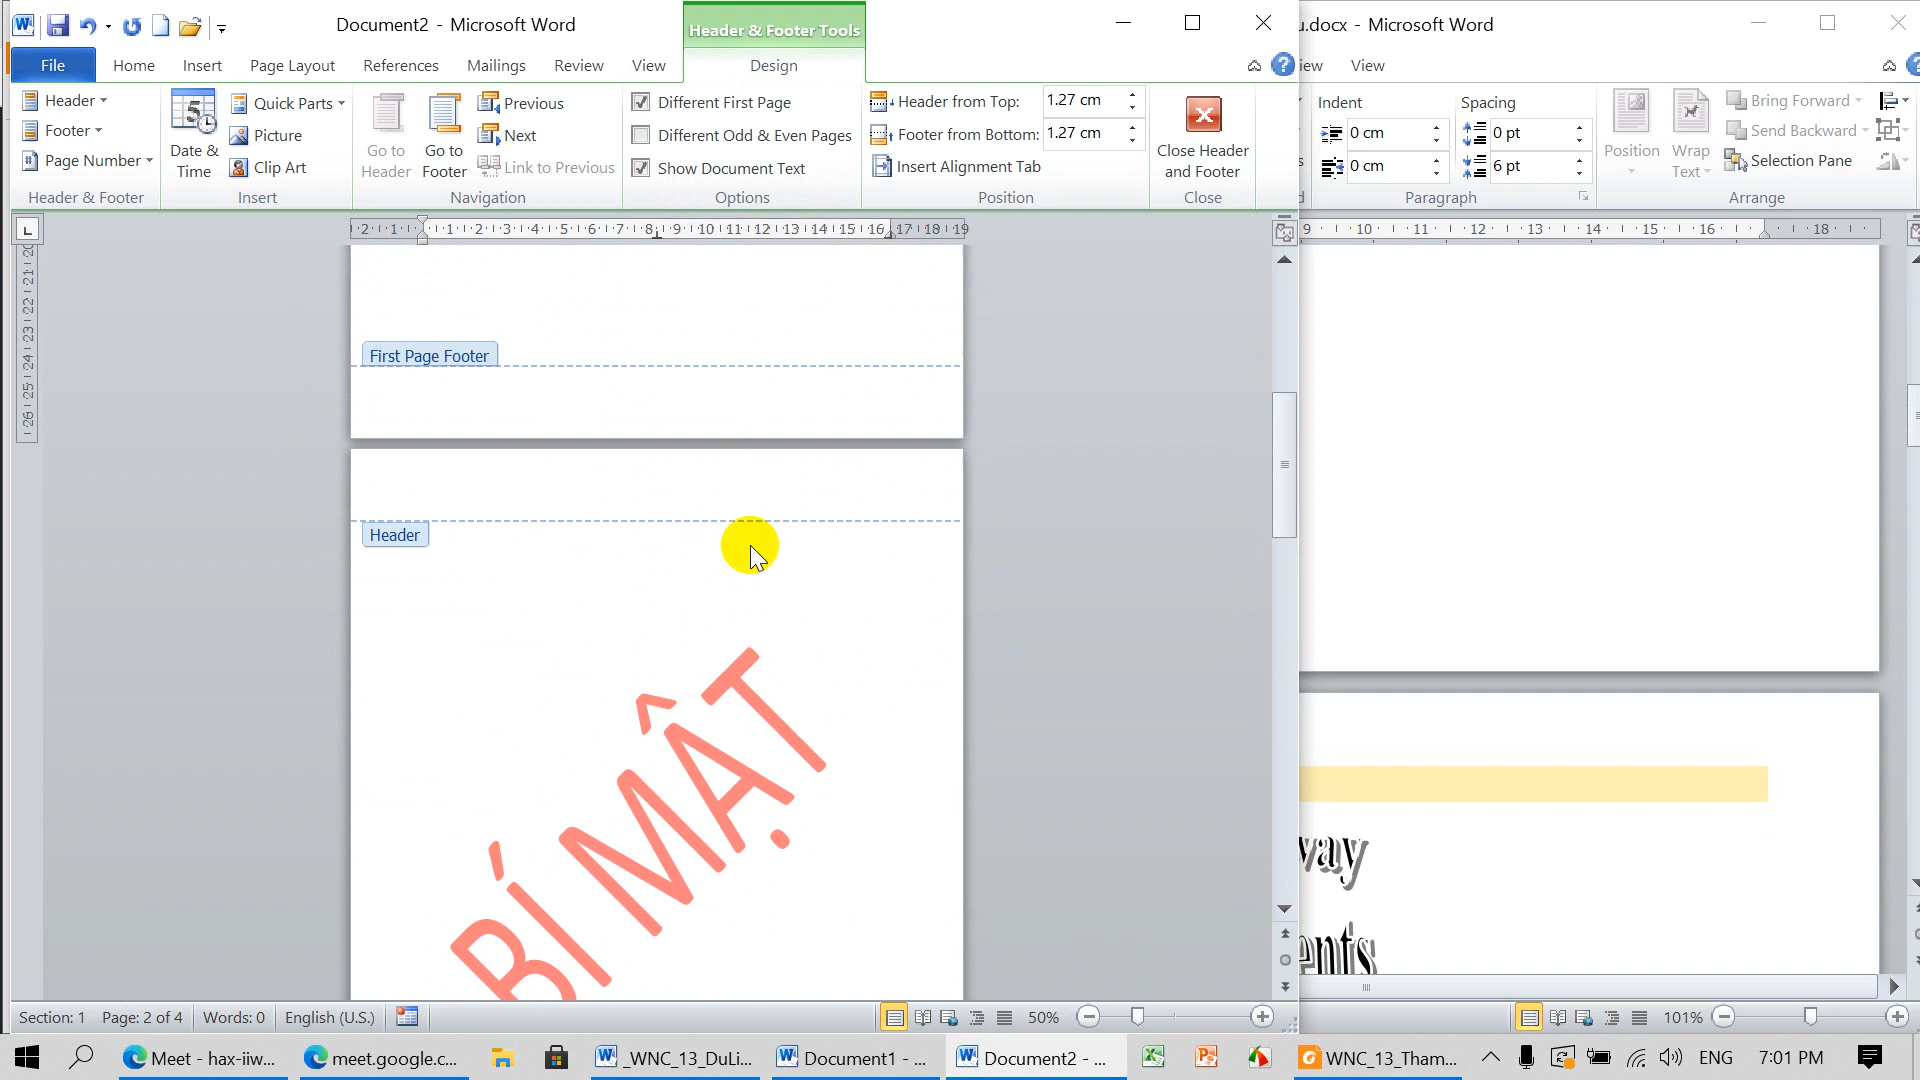 Document2 - Microsoft Word
Header & Footer Tools
u.docx - Microsoft Word
File Home Insert Page Layout References Mailings Review View Design
iew View
Header
Footer
Page Number
Header & Footer
Date & Time
Quick Parts
Picture
Clip Art
Insert
Go to Header
Go to Footer
Previous
Next
Link to Previous
Navigation
Different First Page
Different Odd & Even Pages
Show Document Text
Options
Header from Top: 1.27 cm
Footer from Bottom: 1.27 cm
Insert Alignment Tab
Position
Close Header and Footer
Close
Indent
0 cm
0 cm
Spacing
0 pt
6 pt
Paragraph
Position
Wrap Text
Bring Forward
Send Backward
Selection Pane
Arrange
First Page Footer
Header
BÍ MẬT
way
ents
Section: 1 Page: 2 of 4 Words: 0 English (U.S.) 50%
101%
Meet - hax-iiw...
meet.google.c...
_WNC_13_DuLi...
Document1 - ...
Document2 - ...
WNC_13_Tham...
ENG 7:01 PM